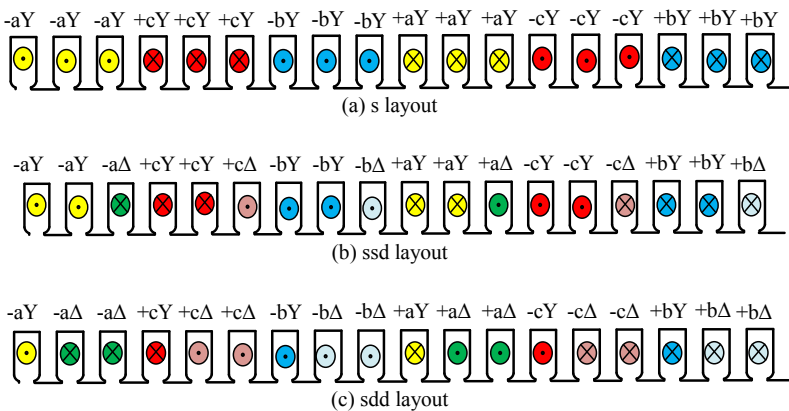 -aY -aY -aY +cY +cY +cY -bY -bY -bY +aY +aY +aY -cY -cY -cY +bY +bY +bY
(a) s layout
-aY -aY -aΔ +cY +cY +cΔ -bY -bY -bΔ +aY +aY +aΔ -cY -cY -cΔ +bY +bY +bΔ
(b) ssd layout
-aY -aΔ -aΔ +cY +cΔ +cΔ -bY -bΔ -bΔ +aY +aΔ +aΔ -cY -cΔ -cΔ +bY +bΔ +bΔ
(c) sdd layout